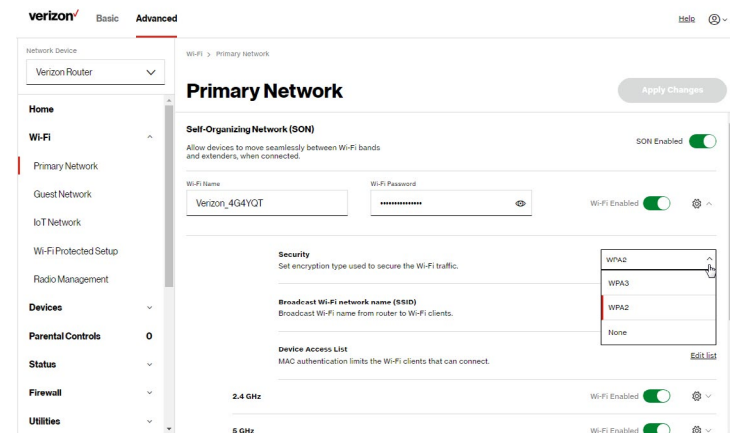 verizon✓ Basic Advanced Help
Network Device
Verizon Router
Home
Wi-Fi
Primary Network
Guest Network
IoT Network
Wi-Fi Protected Setup
Radio Management
Devices
Parental Controls 0
Status
Firewall
Utilities
Wi-Fi > Primary Network
Primary Network
Apply Changes
Self-Organizing Network (SON)
Allow devices to move seamlessly between Wi-Fi bands
and extenders, when connected.
SON Enabled
Wi-Fi Name
Verizon_4G4YQT
Wi-Fi Password
•••••••••••••••
Wi-Fi Enabled
Security
Set encryption type used to secure the Wi-Fi traffic.
WPA2
WPA3
WPA2
None
Broadcast Wi-Fi network name (SSID)
Broadcast Wi-Fi name from router to Wi-Fi clients.
Device Access List
MAC authentication limits the Wi-Fi clients that can connect.
Edit list
2.4 GHz
Wi-Fi Enabled
5 GHz
Wi-Fi Enabled